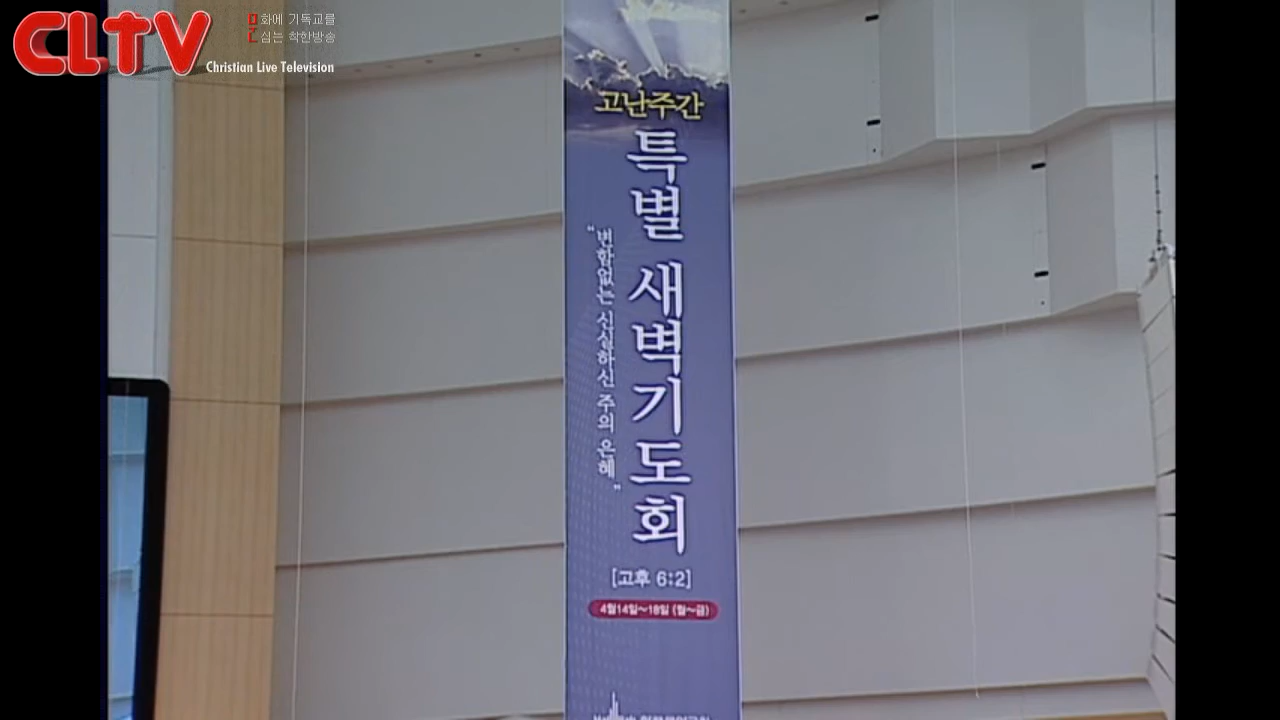 CLTV
문화에 기독교를
심는 착한방송
Christian Live Television
고난주간
특별 새벽기도회
“변함없는 신실하신 주의 은혜”
[고후 6:2]
4월14일~18일 (월~금)